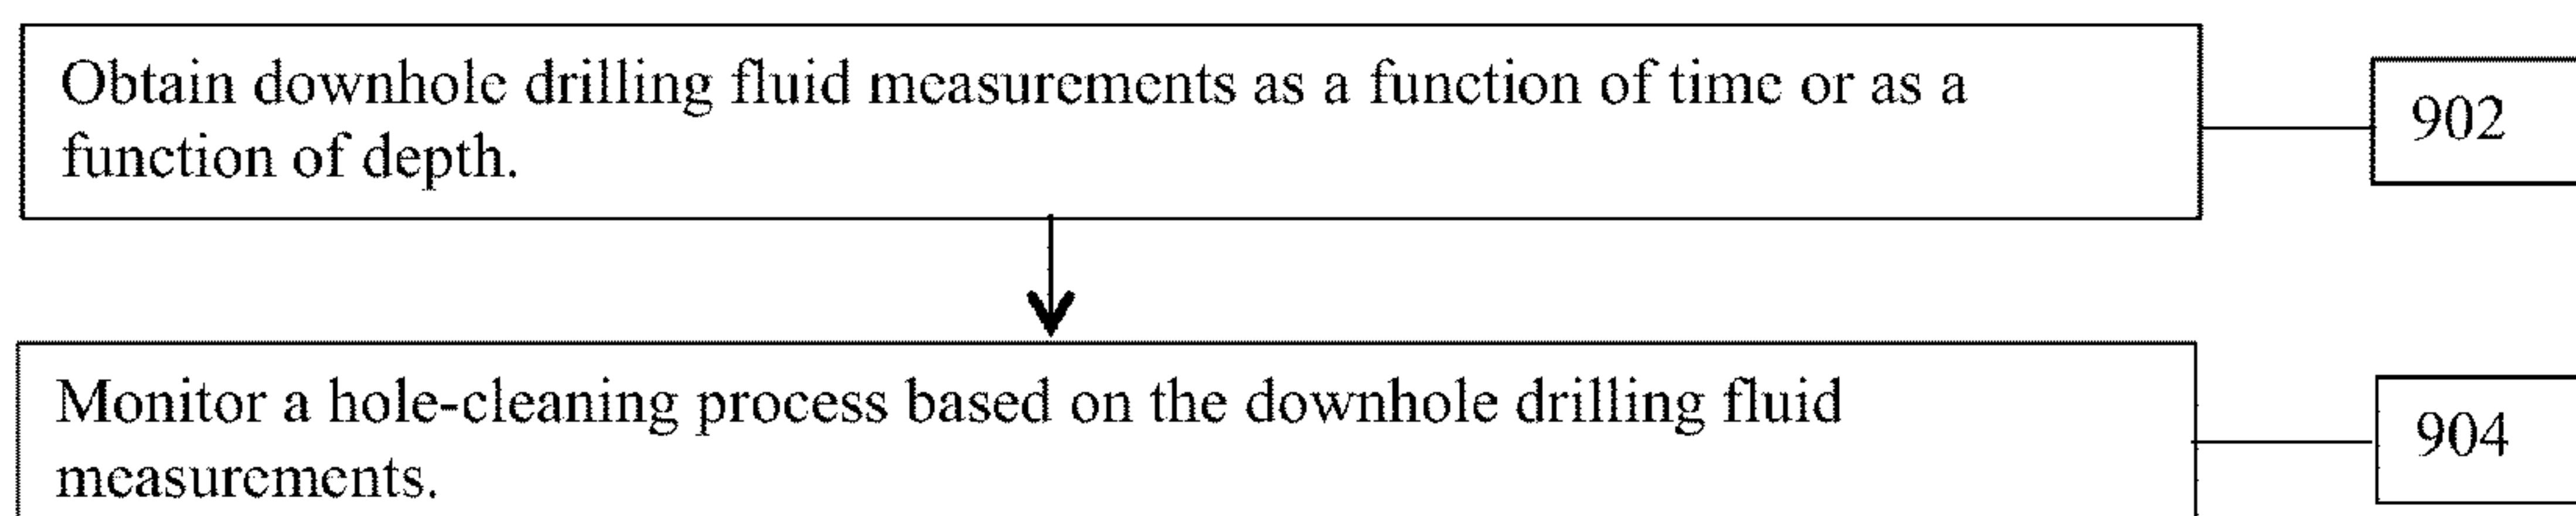 Obtain downhole drilling fluid measurements as a function of time or as a
function of depth.
902
Monitor a hole-cleaning process based on the downhole drilling fluid
measurements.
904